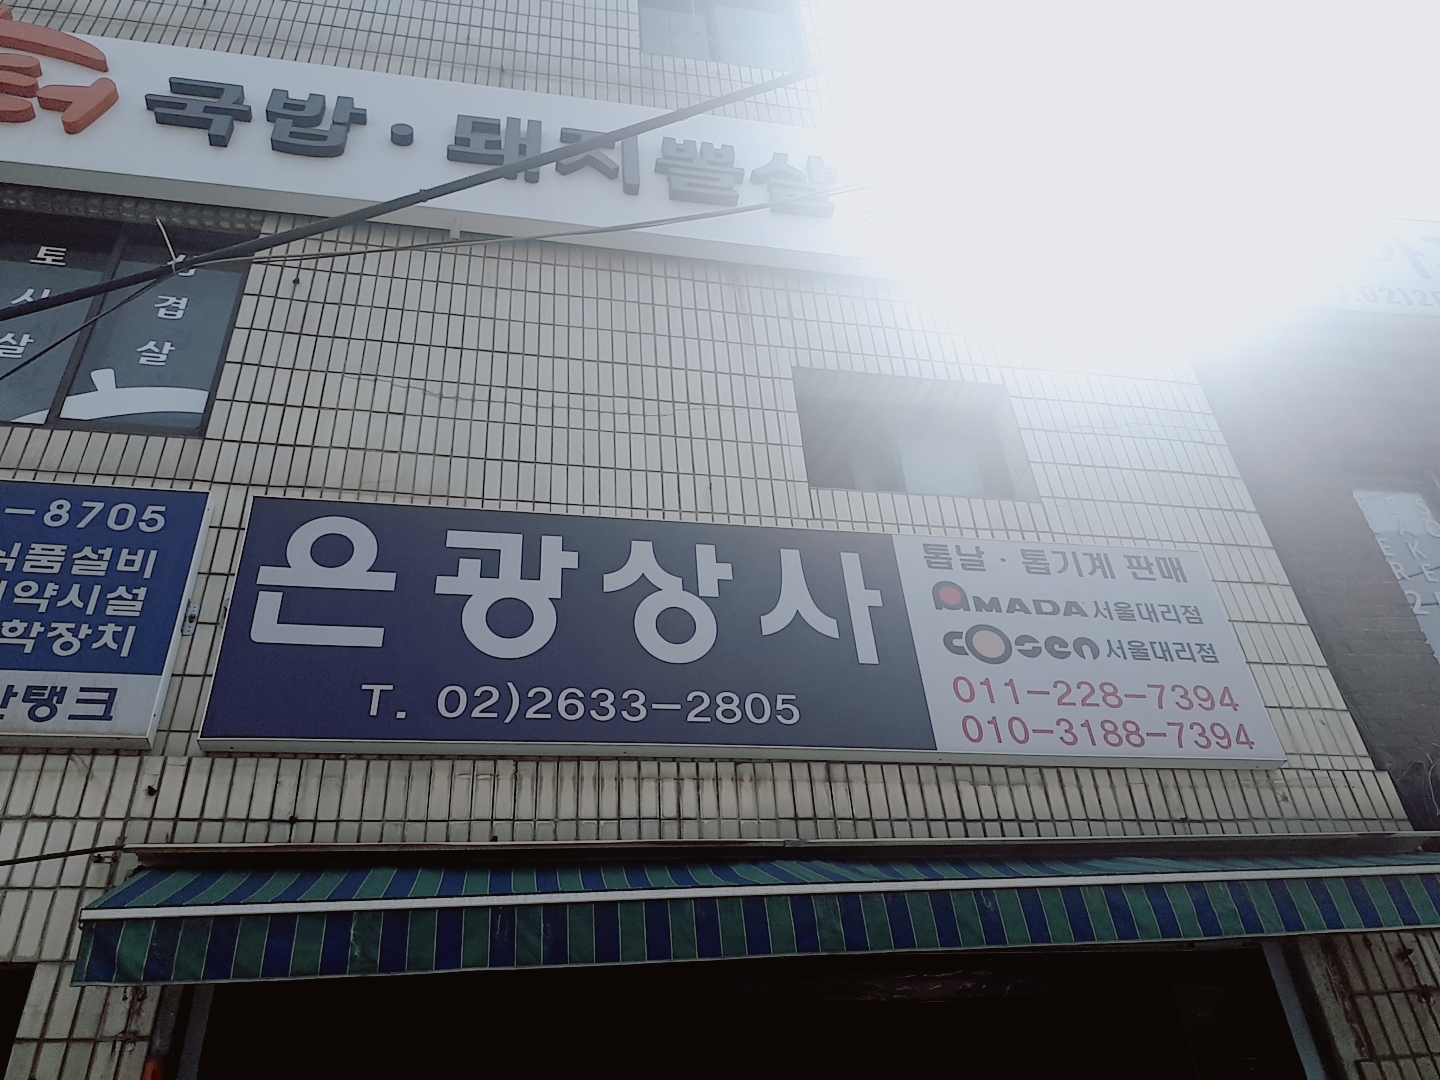 국밥 · 돼지뽈살
토
살
겹
살
-8705
식품설비
약시설
학장치
탱크
은광상사
T. 02)2633-2805
톱날 · 톱기계 판매
AMADA 서울대리점
cosen 서울대리점
011-228-7394
010-3188-7394